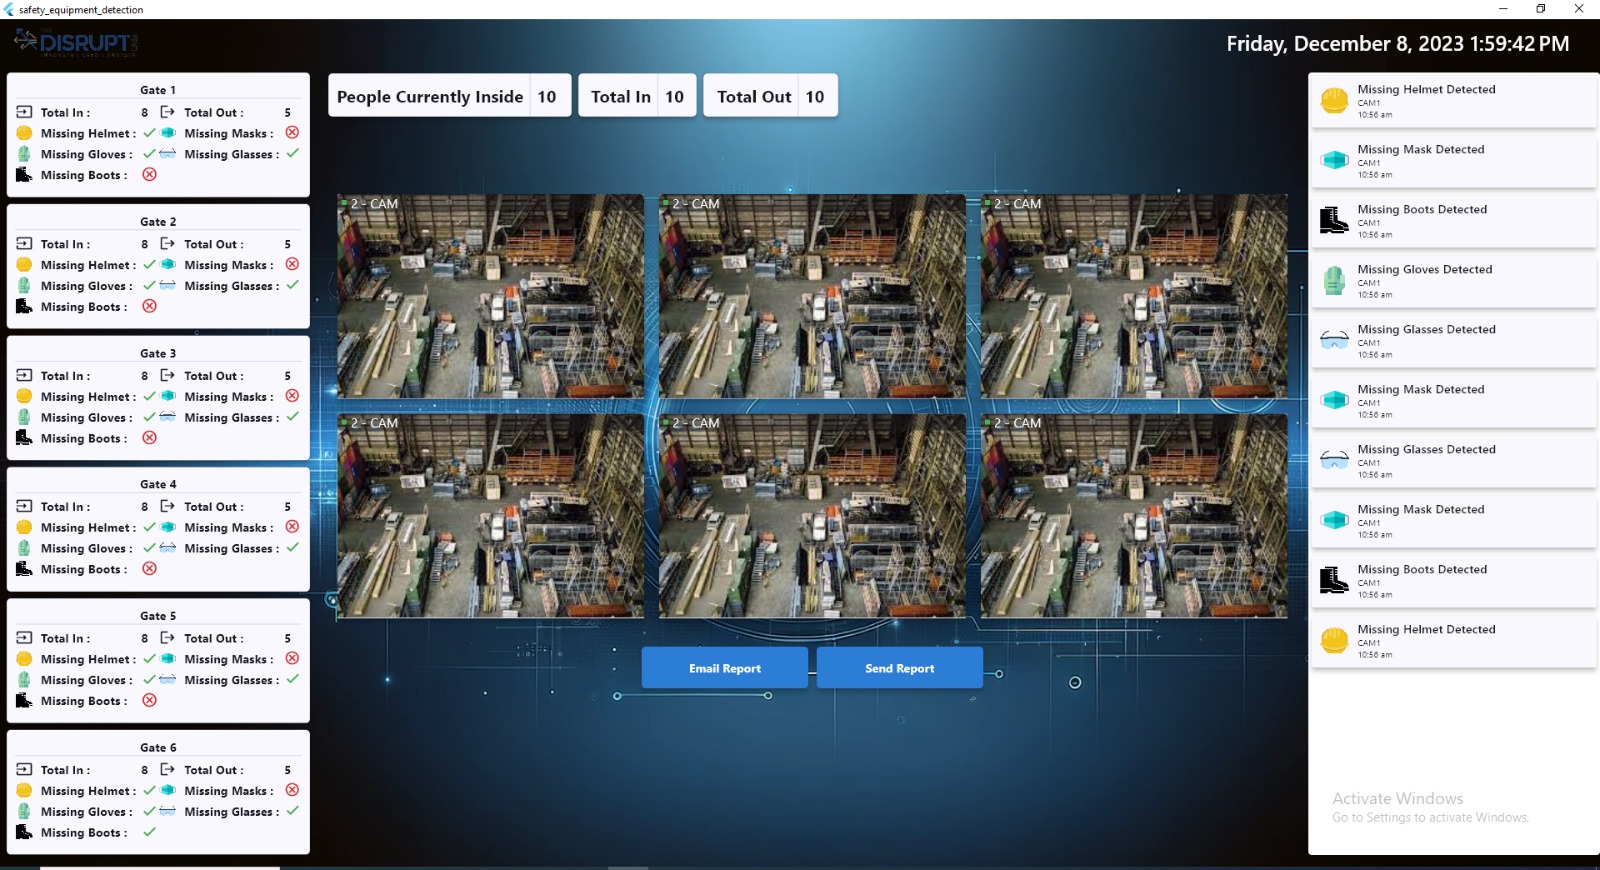 safety_equipment_detection
THE
DISRUPT
LABS
Friday, December 8, 2023 1:59:42 PM
Gate 1
Total In : 8 Total Out : 5
Missing Helmet : Missing Masks :
Missing Gloves : Missing Glasses :
Missing Boots :
Gate 2
Total In : 8 Total Out : 5
Missing Helmet : Missing Masks :
Missing Gloves : Missing Glasses :
Missing Boots :
Gate 3
Total In : 8 Total Out : 5
Missing Helmet : Missing Masks :
Missing Gloves : Missing Glasses :
Missing Boots :
Gate 4
Total In : 8 Total Out : 5
Missing Helmet : Missing Masks :
Missing Gloves : Missing Glasses :
Missing Boots :
Gate 5
Total In : 8 Total Out : 5
Missing Helmet : Missing Masks :
Missing Gloves : Missing Glasses :
Missing Boots :
Gate 6
Total In : 8 Total Out : 5
Missing Helmet : Missing Masks :
Missing Gloves : Missing Glasses :
Missing Boots :
People Currently Inside 10 Total In 10 Total Out 10
2 - CAM 2 - CAM 2 - CAM
2 - CAM 2 - CAM 2 - CAM
Email Report Send Report
Missing Helmet Detected
CAM1
10:56 am
Missing Mask Detected
CAM1
10:56 am
Missing Boots Detected
CAM1
10:56 am
Missing Gloves Detected
CAM1
10:56 am
Missing Glasses Detected
CAM1
10:56 am
Missing Mask Detected
CAM1
10:56 am
Missing Glasses Detected
CAM1
10:56 am
Missing Mask Detected
CAM1
10:56 am
Missing Boots Detected
CAM1
10:56 am
Missing Helmet Detected
CAM1
10:56 am
Activate Windows
Go to Settings to activate Windows.